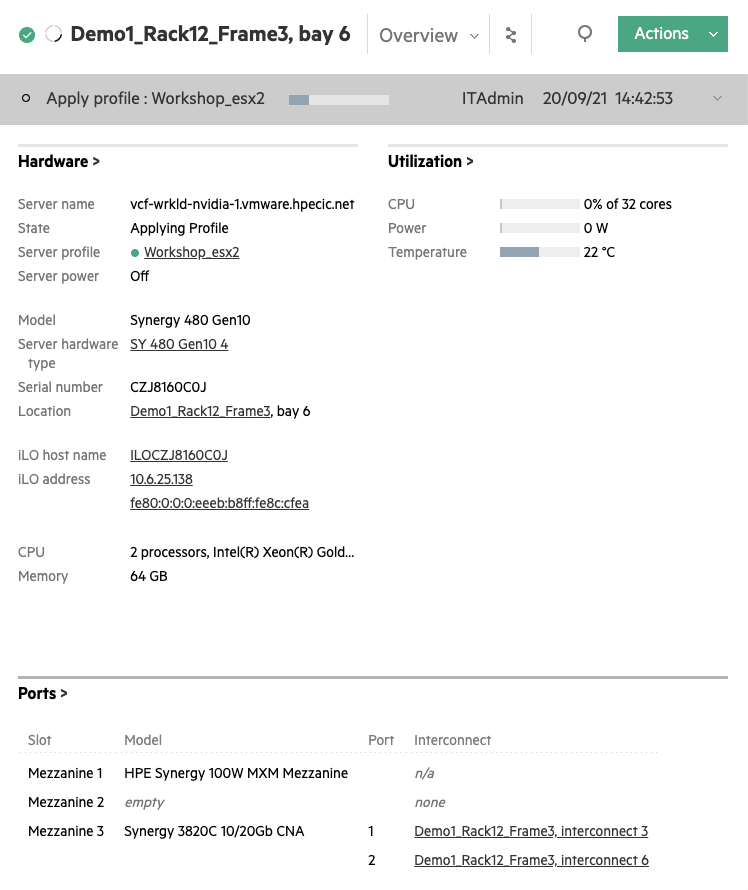 Demo1_Rack12_Frame3, bay 6 Overview Actions
Apply profile : Workshop_esx2 ITAdmin 20/09/21 14:42:53
Hardware > Utilization >
Server name vcf-wrkld-nvidia-1.vmware.hpecic.net CPU 0% of 32 cores
State Applying Profile Power 0 W
Server profile Workshop_esx2 Temperature 22 °C
Server power Off
Model Synergy 480 Gen10
Server hardware SY 480 Gen10 4
type
Serial number CZJ8160C0J
Location Demo1_Rack12_Frame3, bay 6
iLO host name ILOCZJ8160C0J
iLO address 10.6.25.138
fe80:0:0:0:eeeb:b8ff:fe8c:cfea
CPU 2 processors, Intel(R) Xeon(R) Gold...
Memory 64 GB
Ports >
Slot Model Port Interconnect
Mezzanine 1 HPE Synergy 100W MXM Mezzanine n/a
Mezzanine 2 empty none
Mezzanine 3 Synergy 3820C 10/20Gb CNA 1 Demo1_Rack12_Frame3, interconnect 3
2 Demo1_Rack12_Frame3, interconnect 6